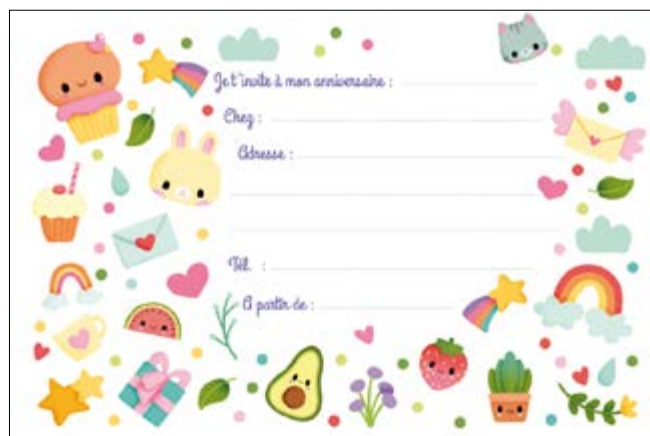 Je t'invite à mon anniversaire :
Chez :
Adresse :
Tél. :
A partir de :